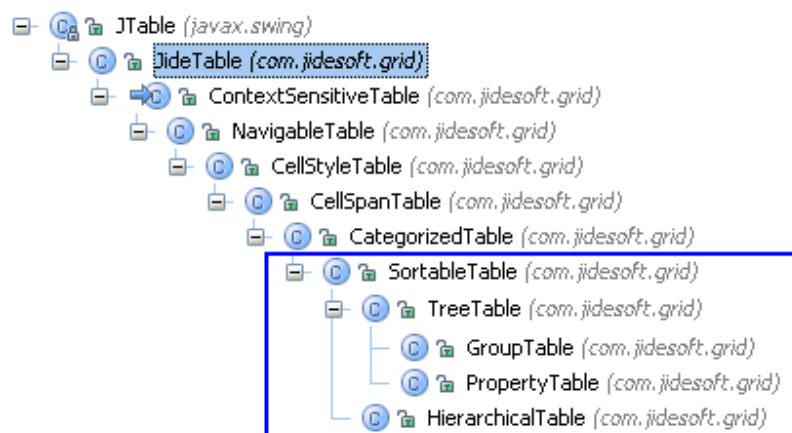 JTable (javax.swing)
JideTable (com.jidesoft.grid)
ContextSensitiveTable (com.jidesoft.grid)
NavigableTable (com.jidesoft.grid)
CellStyleTable (com.jidesoft.grid)
CellSpanTable (com.jidesoft.grid)
CategorizedTable (com.jidesoft.grid)
SortableTable (com.jidesoft.grid)
TreeTable (com.jidesoft.grid)
GroupTable (com.jidesoft.grid)
PropertyTable (com.jidesoft.grid)
HierarchicalTable (com.jidesoft.grid)